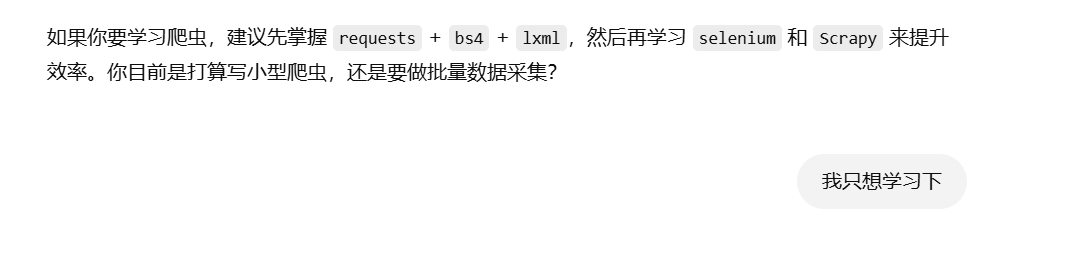 如果你要学习爬虫，建议先掌握 requests + bs4 + lxml，然后再学习 selenium 和 Scrapy 来提升
效率。你目前是打算写小型爬虫，还是要做批量数据采集？
我只想学习下